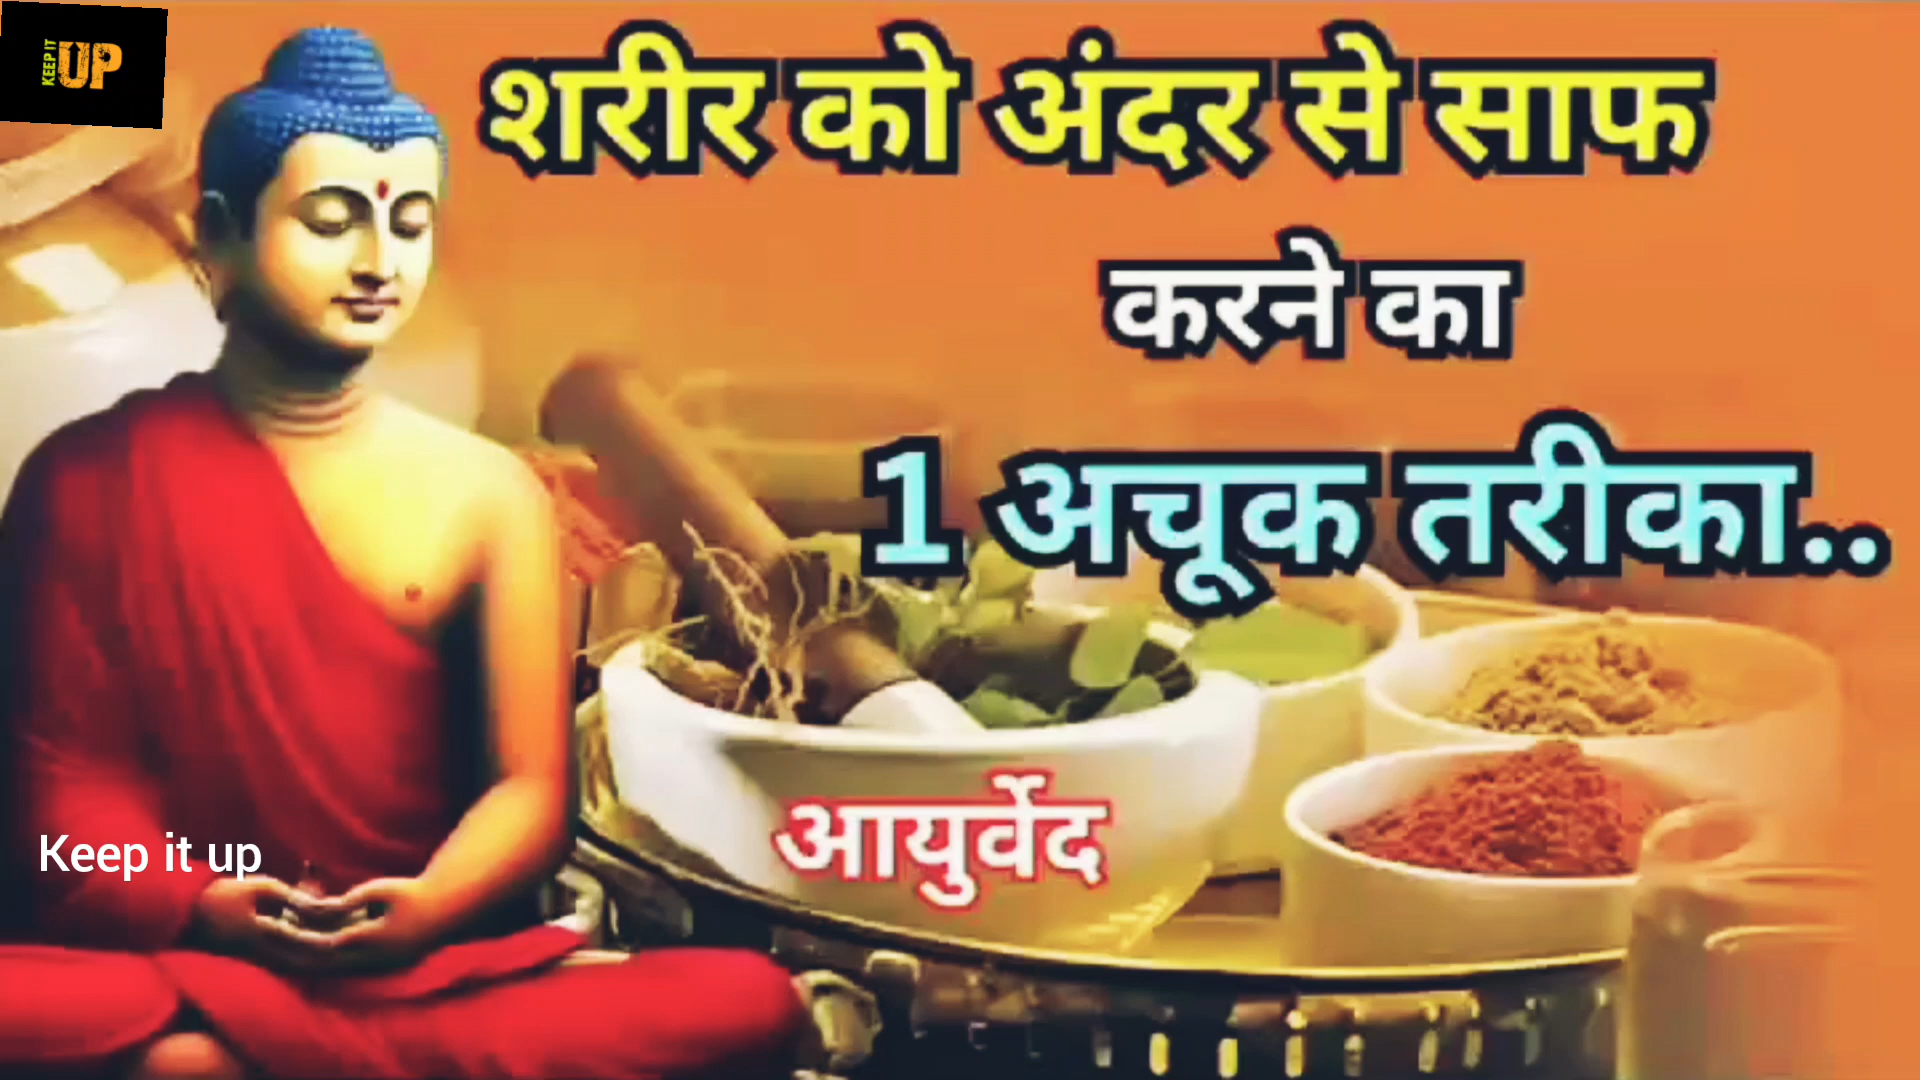 KEEP IT UP
शरीर को अंदर से साफ
करने का
1 अचूक तरीका..
आयुर्वेद
Keep it up